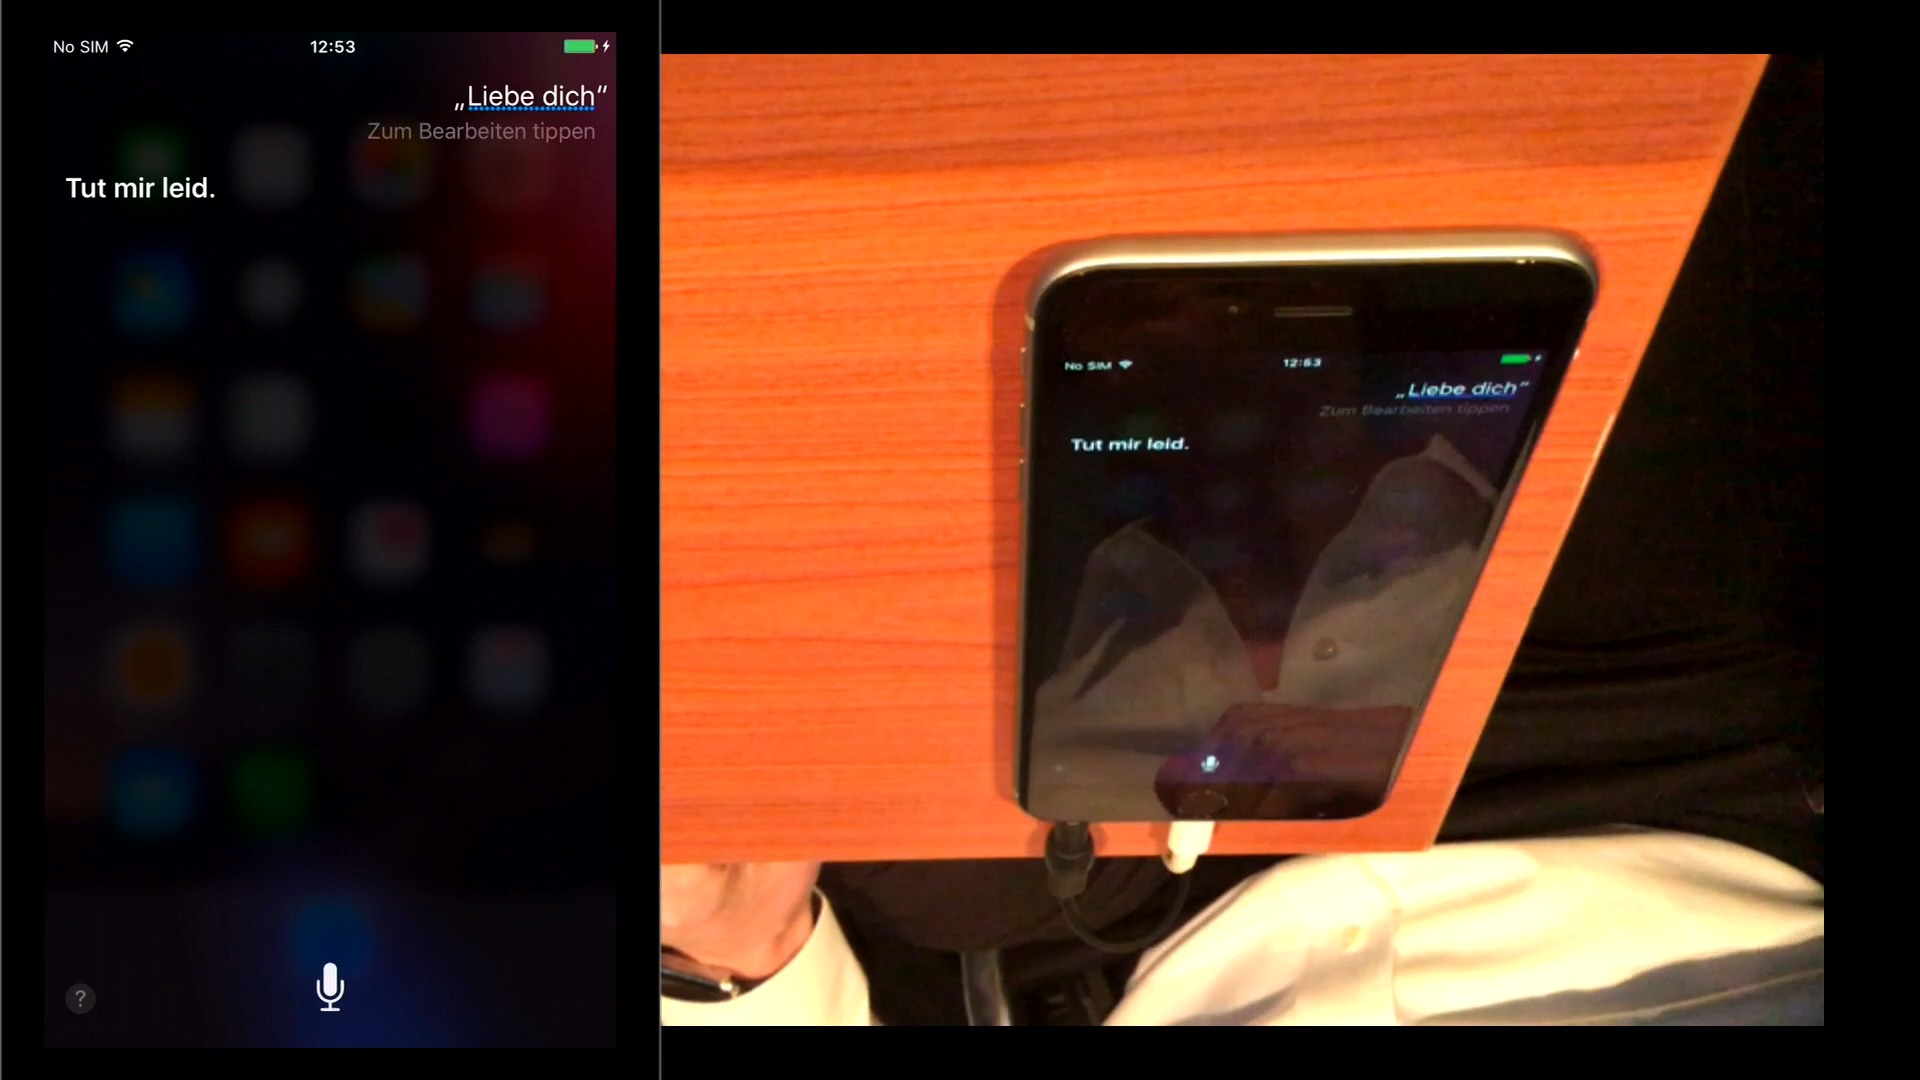 No SIM 12:53
„Liebe dich“
Zum Bearbeiten tippen
Tut mir leid.
?
No SIM 12:53
„Liebe dich“
Zum Bearbeiten tippen
Tut mir leid.